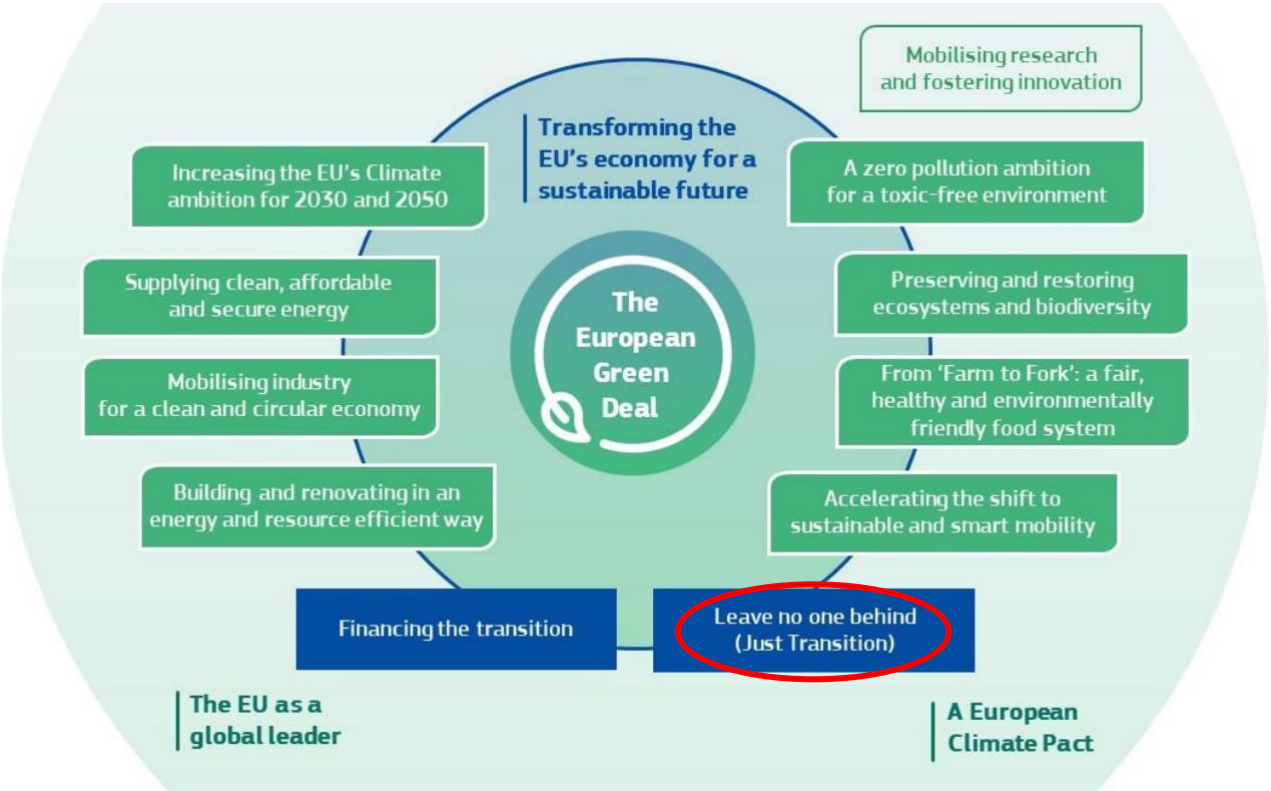 Mobilising research
and fostering innovation
Transforming the
EU's economy for a
sustainable future
Increasing the EU's Climate
ambition for 2030 and 2050
A zero pollution ambition
for a toxic-free environment
Supplying clean, affordable
and secure energy
Preserving and restoring
ecosystems and biodiversity
The
European
Green
Deal
Mobilising industry
for a clean and circular economy
From ‘Farm to Fork’: a fair,
healthy and environmentally
friendly food system
Building and renovating in an
energy and resource efficient way
Accelerating the shift to
sustainable and smart mobility
Financing the transition
Leave no one behind
(Just Transition)
The EU as a
global leader
A European
Climate Pact